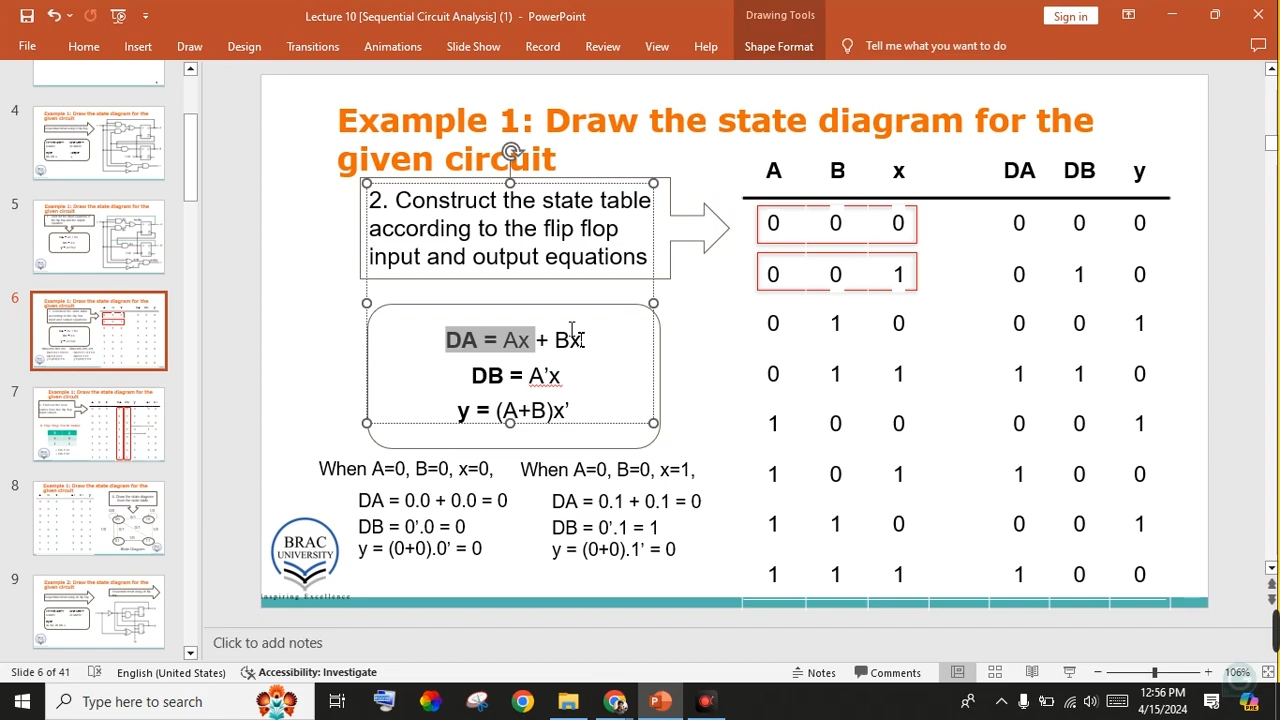 Lecture 10 [Sequential Circuit Analysis] (1) - PowerPoint
Drawing Tools
Sign in
File
Home
Insert
Draw
Design
Transitions
Animations
Slide Show
Record
Review
View
Help
Shape Format
Tell me what you want to do
4
5
6
7
8
9
Example 1: Draw the state diagram for the
given circuit
2. Construct the state table
according to the flip flop
input and output equations
DA = Ax + Bx
DB = A’x
y = (A+B)x’
When A=0, B=0, x=0,
DA = 0.0 + 0.0 = 0
DB = 0’.0 = 0
y = (0+0).0’ = 0
When A=0, B=0, x=1,
DA = 0.1 + 0.1 = 0
DB = 0’.1 = 1
y = (0+0).1’ = 0
A B x DA DB y
0 0 0 0 0 0
0 0 1 0 1 0
0 1 0 0 0 1
0 1 1 1 1 0
1 0 0 0 0 1
1 0 1 1 0 0
1 1 0 0 0 1
1 1 1 1 0 0
BRAC
UNIVERSITY
Inspiring Excellence
Click to add notes
Slide 6 of 41
English (United States)
Accessibility: Investigate
Notes
Comments
106%
Type here to search
12:56 PM
4/15/2024